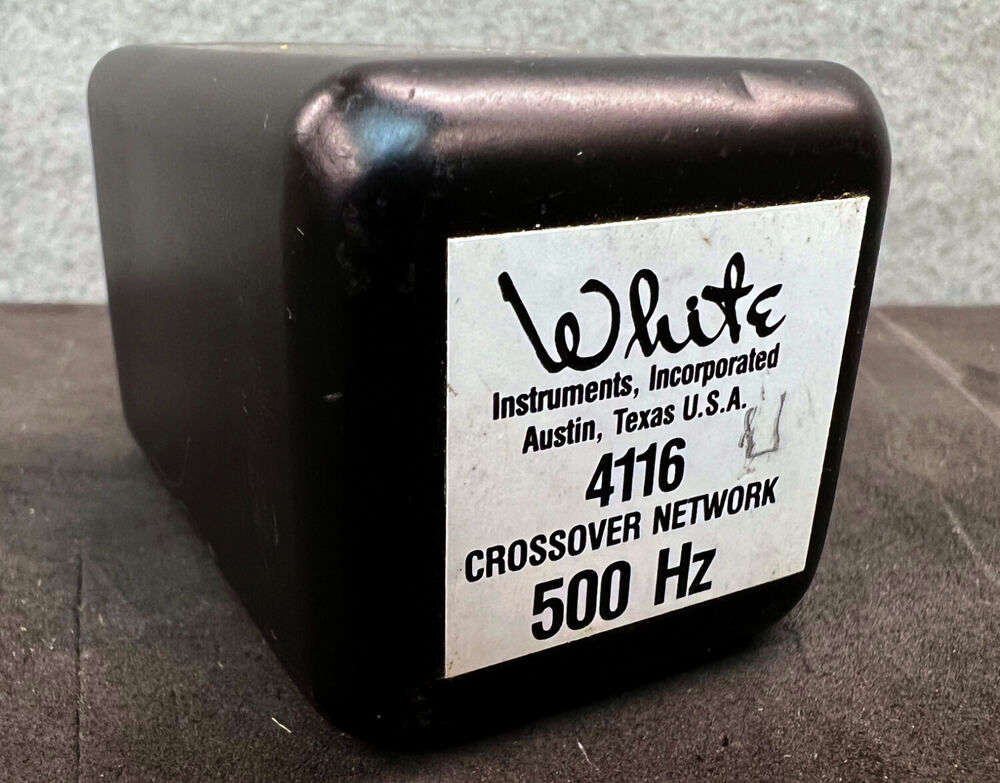 White
Instruments, Incorporated
Austin, Texas U.S.A.
4116
CROSSOVER NETWORK
500 Hz